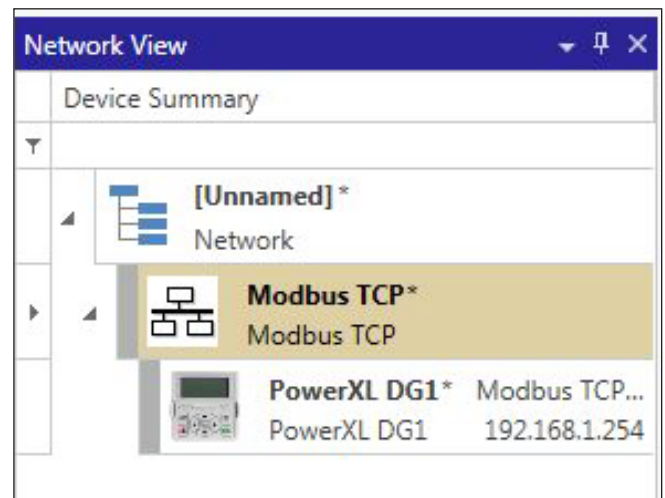 Network View
Device Summary
[Unnamed]*
Network
Modbus TCP*
Modbus TCP
PowerXL DG1* Modbus TCP...
PowerXL DG1 192.168.1.254